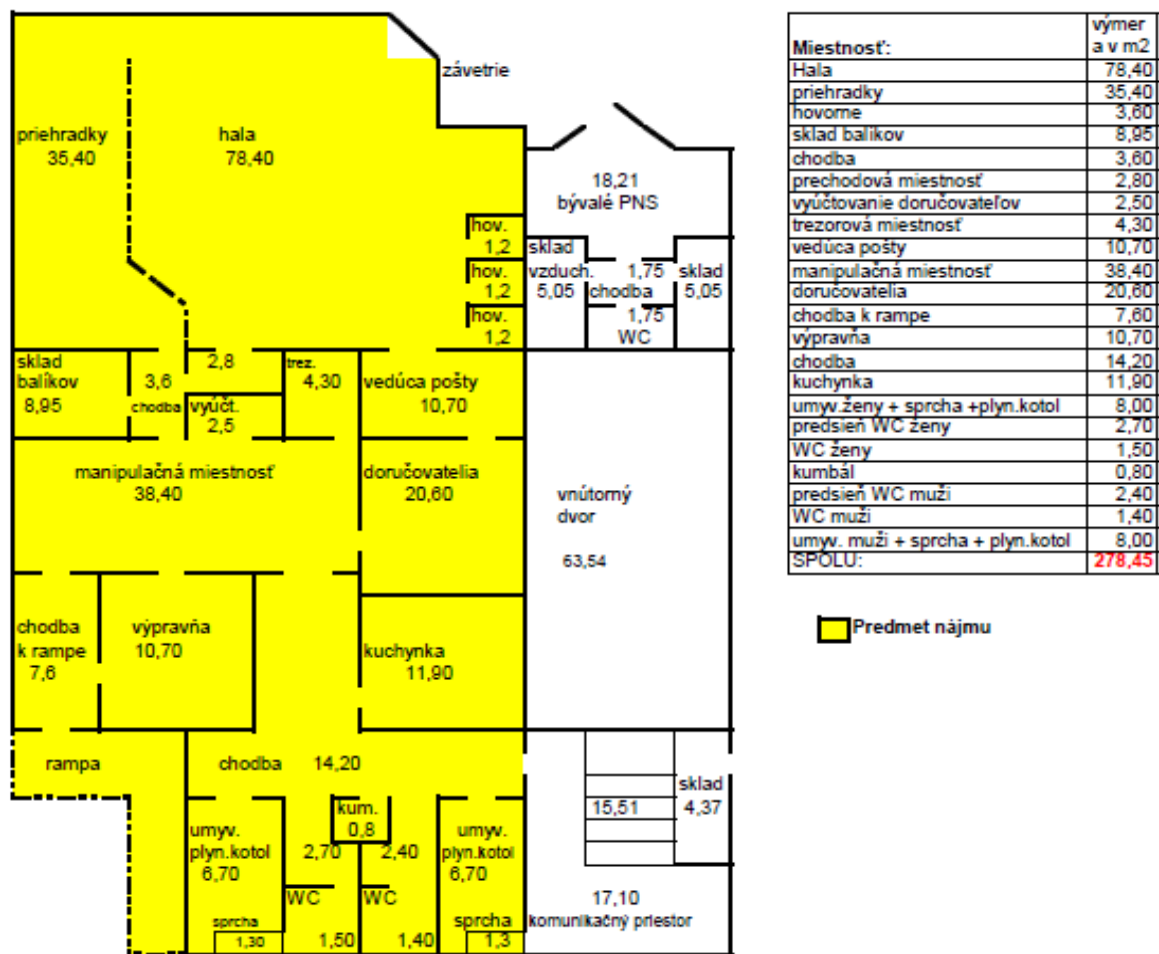 závetrie
priehradky
35,40
hala
78,40
18,21
bývalé PNS
hov.
1,2
hov.
1,2
hov.
1,2
sklad
vzduch.
5,05
1,75
chodba
sklad
5,05
1,75
WC
sklad
balíkov
8,95
3,6
chodba
2,8
vyúčt.
2,5
trez.
4,30
vedúca pošty
10,70
manipulačná miestnosť
38,40
doručovatelia
20,60
vnútorný
dvor
63,54
chodba
k rampe
7,6
výpravňa
10,70
kuchynka
11,90
rampa
chodba 14,20
kum.
0,8
umyv.
plyn.kotol
6,70
2,70
2,40
umyv.
plyn.kotol
6,70
WC
WC
sprcha
1,30
1,50
1,40
sprcha
1,3
15,51
sklad
4,37
17,10
komunikačný priestor
Miestnosť: výmer
a v m2
Hala 78,40
priehradky 35,40
hovorne 3,60
sklad balíkov 8,95
chodba 3,60
prechodová miestnosť 2,80
vyúčtovanie doručovateľov 2,50
trezorová miestnosť 4,30
vedúca pošty 10,70
manipulačná miestnosť 38,40
doručovatelia 20,60
chodba k rampe 7,60
výpravňa 10,70
chodba 14,20
kuchynka 11,90
umyv.ženy + sprcha +plyn.kotol 8,00
predsieň WC ženy 2,70
WC ženy 1,50
kumbál 0,80
predsieň WC muži 2,40
WC muži 1,40
umyv. muži + sprcha + plyn.kotol 8,00
SPOLU: 278,45
Predmet nájmu